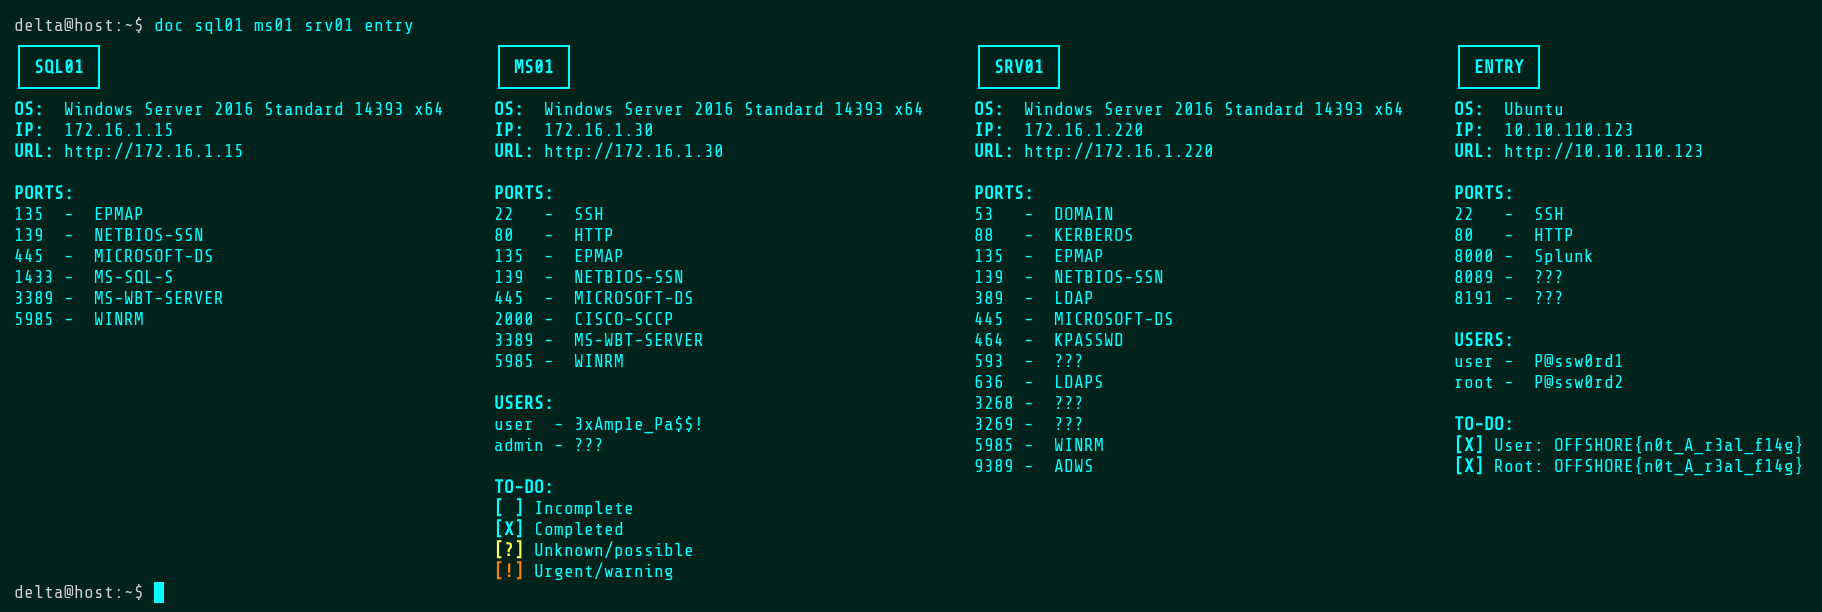 delta@host:~$ doc sql01 ms01 srv01 entry
SQL01
OS: Windows Server 2016 Standard 14393 x64
IP: 172.16.1.15
URL: http://172.16.1.15
PORTS:
135 - EPMAP
139 - NETBIOS-SSN
445 - MICROSOFT-DS
1433 - MS-SQL-S
3389 - MS-WBT-SERVER
5985 - WINRM
MS01
OS: Windows Server 2016 Standard 14393 x64
IP: 172.16.1.30
URL: http://172.16.1.30
PORTS:
22 - SSH
80 - HTTP
135 - EPMAP
139 - NETBIOS-SSN
445 - MICROSOFT-DS
2000 - CISCO-SCCP
3389 - MS-WBT-SERVER
5985 - WINRM
USERS:
user - 3xAmp1e_Pa$$!
admin - ???
TO-DO:
[ ] Incomplete
[X] Completed
[?] Unknown/possible
[!] Urgent/warning
SRV01
OS: Windows Server 2016 Standard 14393 x64
IP: 172.16.1.220
URL: http://172.16.1.220
PORTS:
53 - DOMAIN
88 - KERBEROS
135 - EPMAP
139 - NETBIOS-SSN
389 - LDAP
445 - MICROSOFT-DS
464 - KPASSWD
593 - ???
636 - LDAPS
3268 - ???
3269 - ???
5985 - WINRM
9389 - ADWS
ENTRY
OS: Ubuntu
IP: 10.10.110.123
URL: http://10.10.110.123
PORTS:
22 - SSH
80 - HTTP
8000 - Splunk
8089 - ???
8191 - ???
USERS:
user - P@ssw0rd1
root - P@ssw0rd2
TO-DO:
[X] User: OFFSHORE{n0t_A_r3al_f14g}
[X] Root: OFFSHORE{n0t_A_r3al_f14g}
delta@host:~$